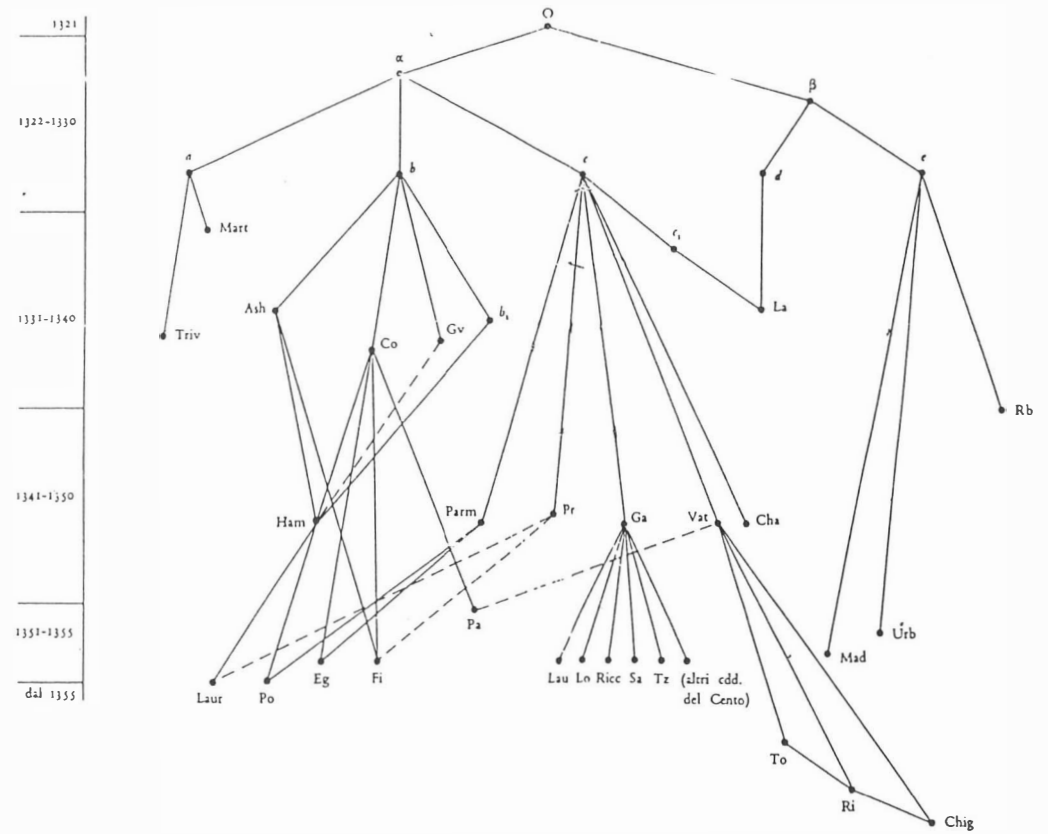 1321
O
α
β
1322-1330
a
b
c
d
e
Mart
c₁
Ash
b₁
La
1331-1340
Triv
Gv
Co
Rb
1341-1350
Ham
Parm
Pr
Ga
Vat
Cha
Pa
1351-1355
Urb
Mad
dal 1355
Laur
Po
Eg
Fi
Lau
Lo
Ricc
Sa
Tz
(altri cdd.
del Cento)
To
Ri
Chig